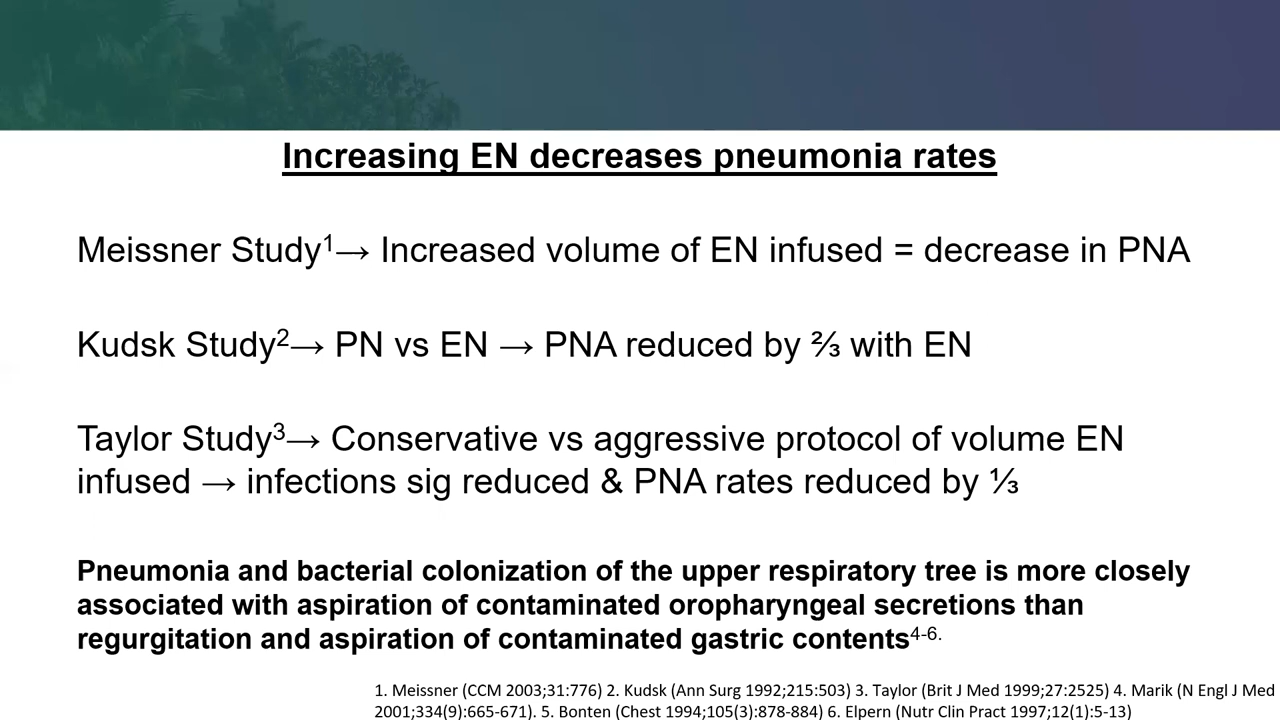 Increasing EN decreases pneumonia rates
Meissner Study¹→ Increased volume of EN infused = decrease in PNA
Kudsk Study²→ PN vs EN → PNA reduced by ⅔ with EN
Taylor Study³→ Conservative vs aggressive protocol of volume EN
infused → infections sig reduced & PNA rates reduced by ⅓
Pneumonia and bacterial colonization of the upper respiratory tree is more closely
associated with aspiration of contaminated oropharyngeal secretions than
regurgitation and aspiration of contaminated gastric contents⁴⁻⁶·
1. Meissner (CCM 2003;31:776) 2. Kudsk (Ann Surg 1992;215:503) 3. Taylor (Brit J Med 1999;27:2525) 4. Marik (N Engl J Med
2001;334(9):665-671). 5. Bonten (Chest 1994;105(3):878-884) 6. Elpern (Nutr Clin Pract 1997;12(1):5-13)